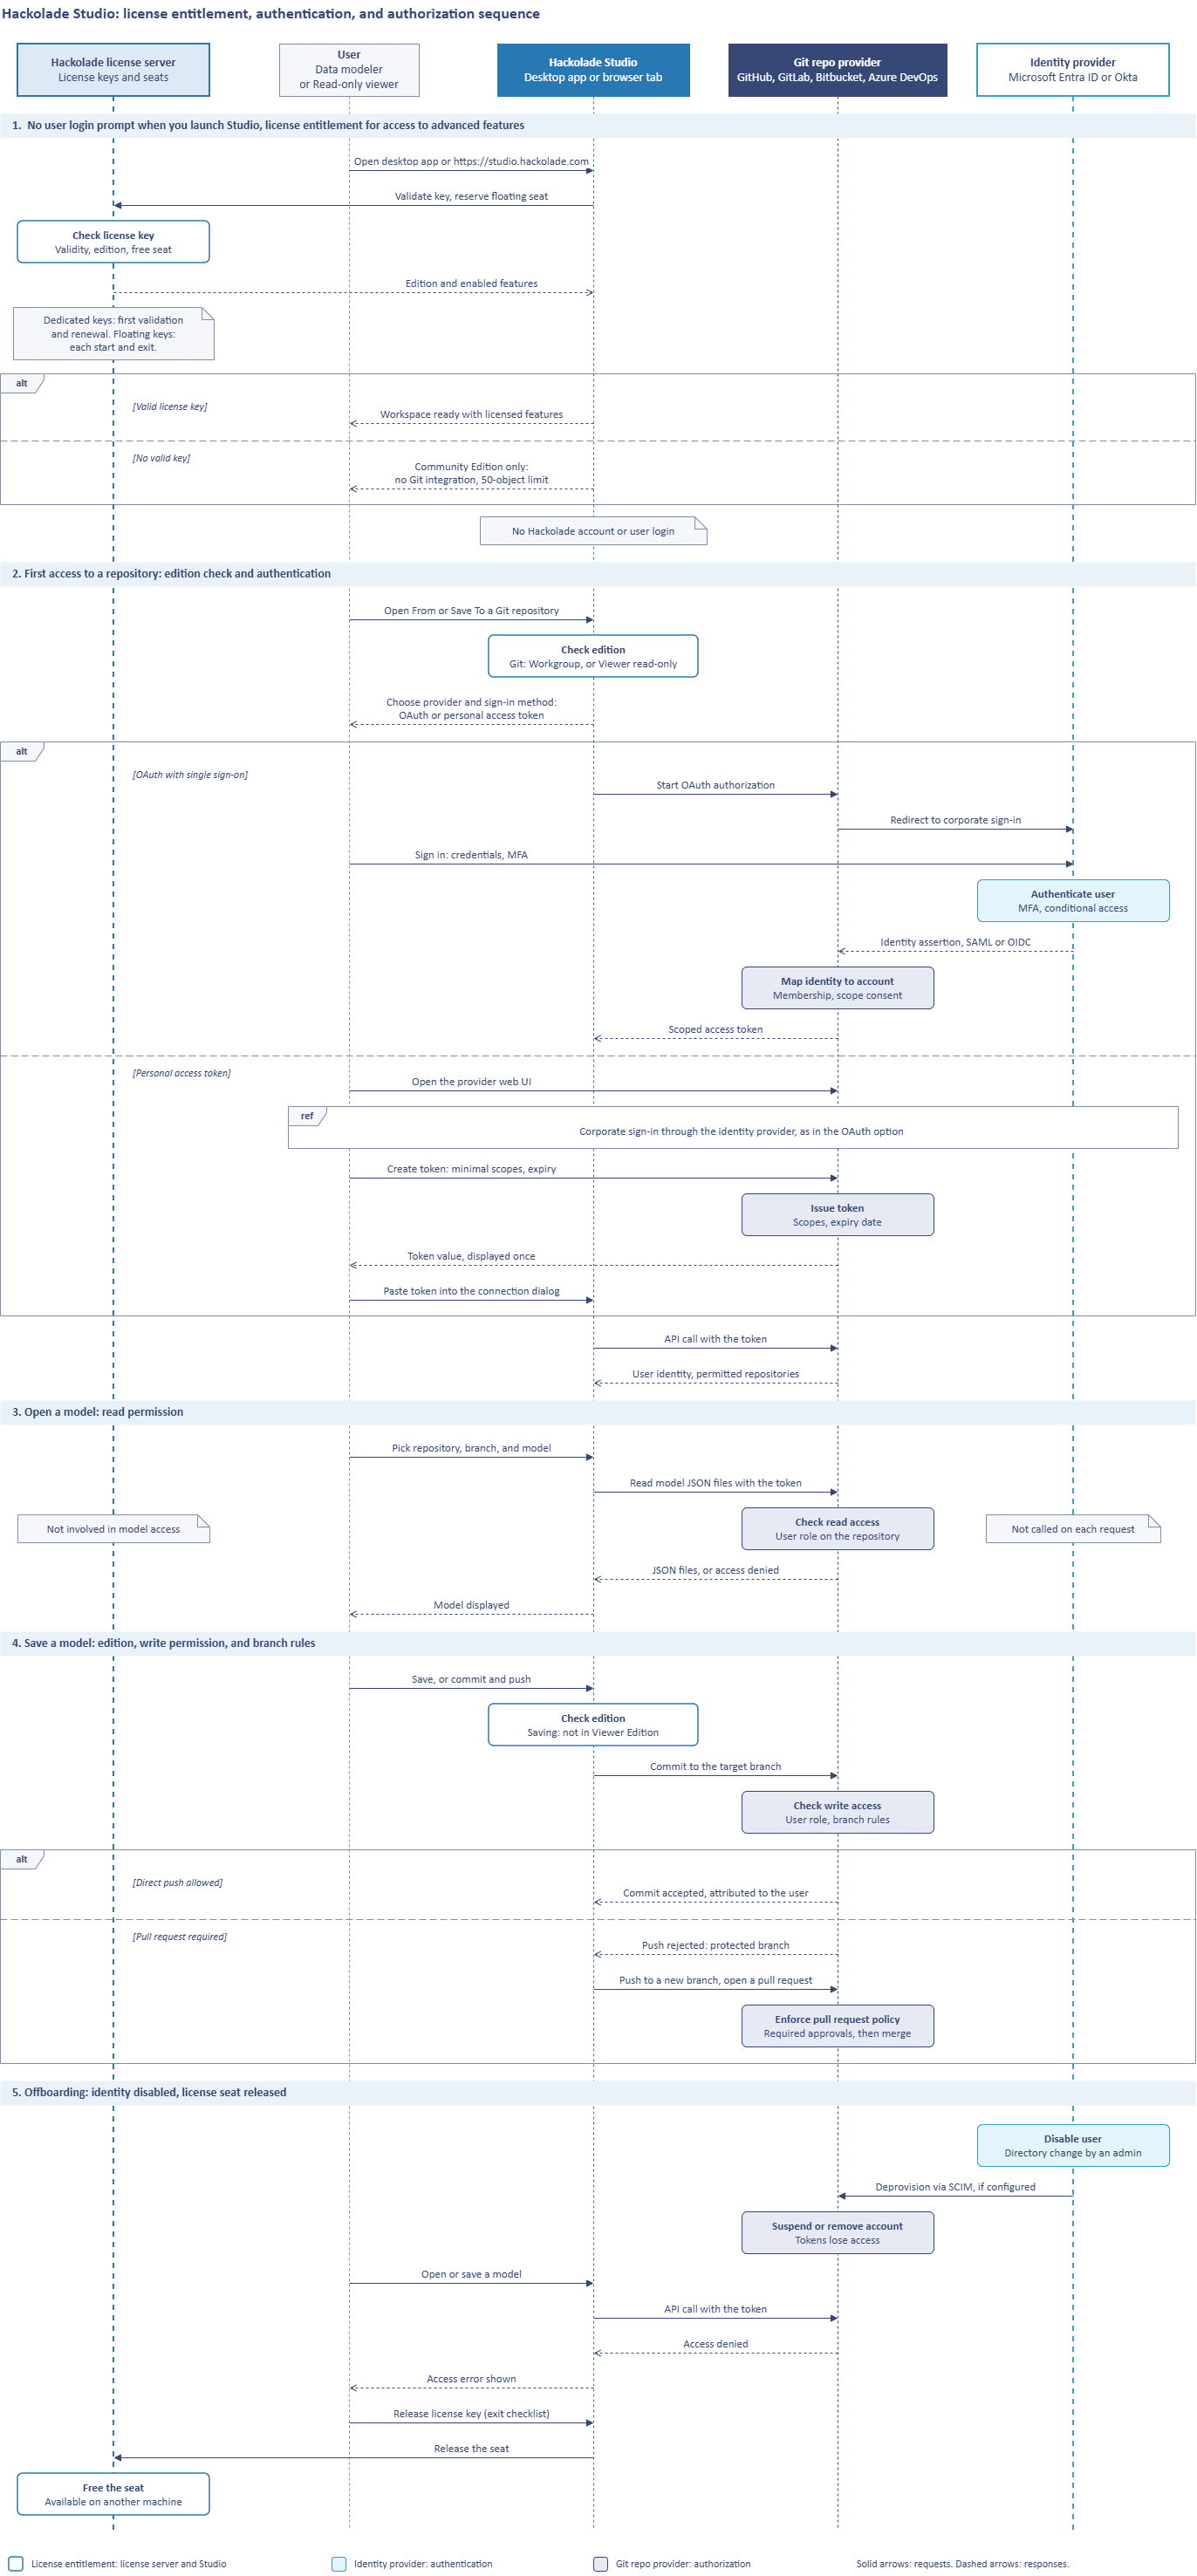 Hackolade Studio: license entitlement, authentication, and authorization sequence
Hackolade license server
License keys and seats
User
Data modeler
or Read-only viewer
Hackolade Studio
Desktop app or browser tab
Git repo provider
GitHub, GitLab, Bitbucket, Azure DevOps
Identity provider
Microsoft Entra ID or Okta
1. No user login prompt when you launch Studio, license entitlement for access to advanced features
Open desktop app or https://studio.hackolade.com
Validate key, reserve floating seat
Check license key
Validity, edition, free seat
Edition and enabled features
Dedicated keys: first validation
and renewal. Floating keys:
each start and exit.
alt
[Valid license key]
Workspace ready with licensed features
[No valid key]
Community Edition only:
no Git integration, 50-object limit
No Hackolade account or user login
2. First access to a repository: edition check and authentication
Open From or Save To a Git repository
Check edition
Git: Workgroup, or Viewer read-only
Choose provider and sign-in method:
OAuth or personal access token
alt
[OAuth with single sign-on]
Start OAuth authorization
Redirect to corporate sign-in
Sign in: credentials, MFA
Authenticate user
MFA, conditional access
Identity assertion, SAML or OIDC
Map identity to account
Membership, scope consent
Scoped access token
[Personal access token]
Open the provider web UI
ref
Corporate sign-in through the identity provider, as in the OAuth option
Create token: minimal scopes, expiry
Issue token
Scopes, expiry date
Token value, displayed once
Paste token into the connection dialog
API call with the token
User identity, permitted repositories
3. Open a model: read permission
Pick repository, branch, and model
Read model JSON files with the token
Not involved in model access
Check read access
User role on the repository
Not called on each request
JSON files, or access denied
Model displayed
4. Save a model: edition, write permission, and branch rules
Save, or commit and push
Check edition
Saving: not in Viewer Edition
Commit to the target branch
Check write access
User role, branch rules
alt
[Direct push allowed]
Commit accepted, attributed to the user
[Pull request required]
Push rejected: protected branch
Push to a new branch, open a pull request
Enforce pull request policy
Required approvals, then merge
5. Offboarding: identity disabled, license seat released
Disable user
Directory change by an admin
Deprovision via SCIM, if configured
Suspend or remove account
Tokens lose access
Open or save a model
API call with the token
Access denied
Access error shown
Release license key (exit checklist)
Release the seat
Free the seat
Available on another machine
License entitlement: license server and Studio
Identity provider: authentication
Git repo provider: authorization
Solid arrows: requests. Dashed arrows: responses.